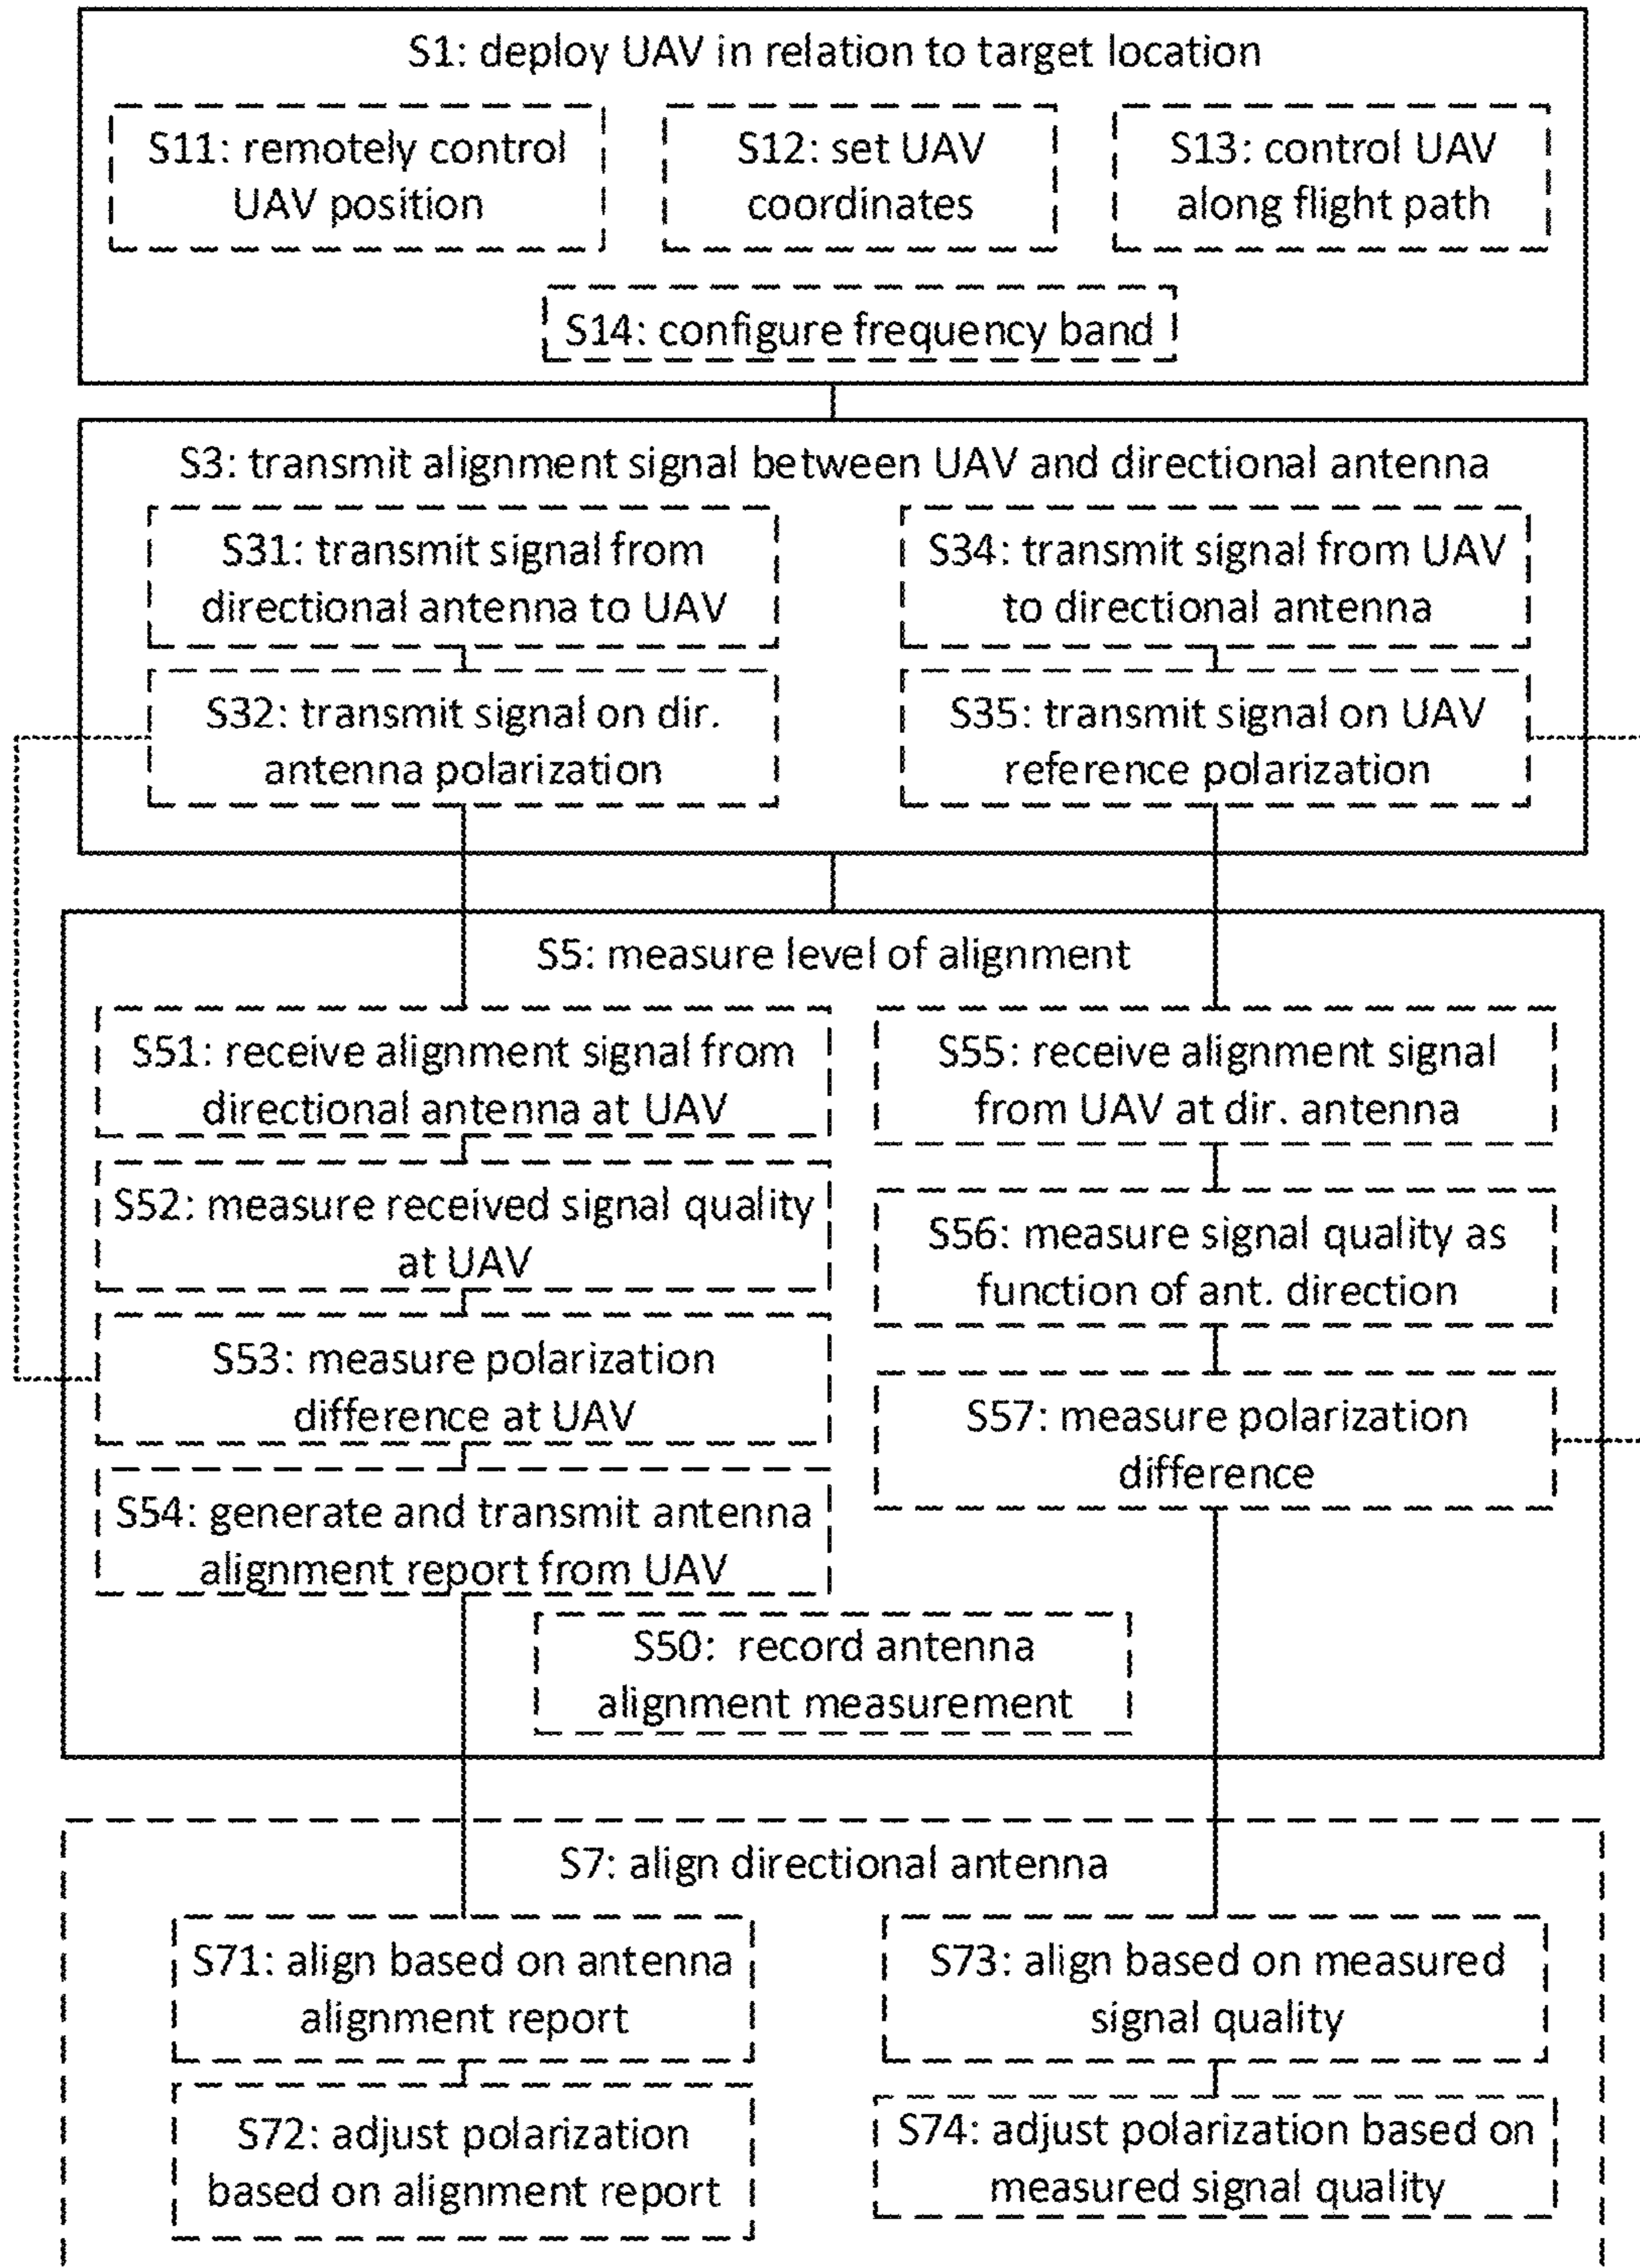 S1: deploy UAV in relation to target location
S11: remotely control
UAV position
S12: set UAV
coordinates
S13: control UAV
along flight path
S14: configure frequency band
S3: transmit alignment signal between UAV and directional antenna
S31: transmit signal from
directional antenna to UAV
S32: transmit signal on dir.
antenna polarization
S34: transmit signal from UAV
to directional antenna
S35: transmit signal on UAV
reference polarization
S5: measure level of alignment
S51: receive alignment signal from
directional antenna at UAV
S52: measure received signal quality
at UAV
S53: measure polarization
difference at UAV
S54: generate and transmit antenna
alignment report from UAV
S55: receive alignment signal
from UAV at dir. antenna
S56: measure signal quality as
function of ant. direction
S57: measure polarization
difference
S50: record antenna
alignment measurement
S7: align directional antenna
S71: align based on antenna
alignment report
S72: adjust polarization
based on alignment report
S73: align based on measured
signal quality
S74: adjust polarization based on
measured signal quality